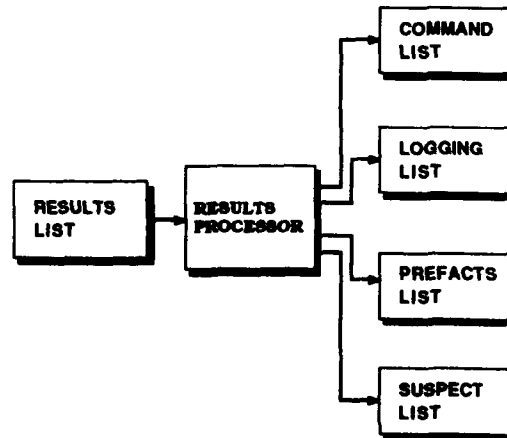 COMMAND
LIST
LOGGING
LIST
RESULTS
LIST
RESULTS
PROCESSOR
PREFACTS
LIST
SUSPECT
LIST